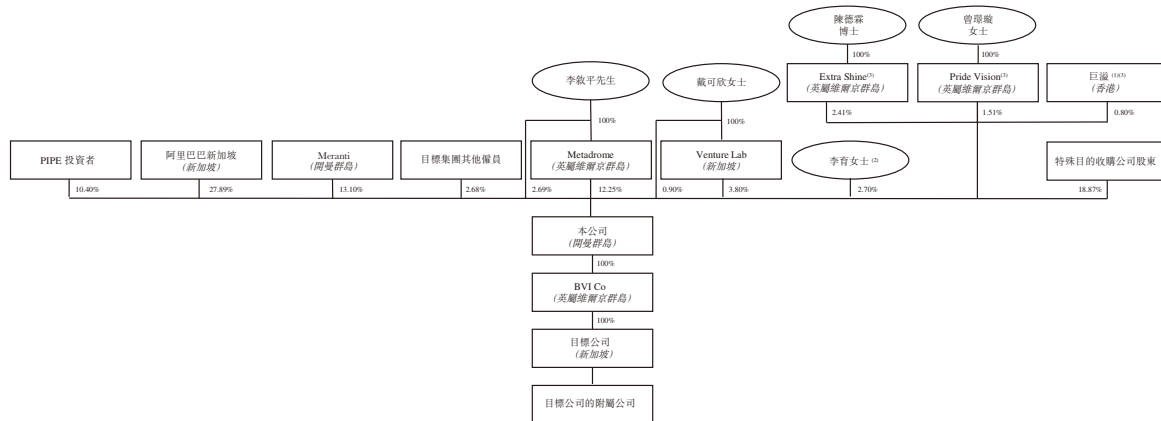 陳德霖
博士
曾璟璇
女士
100%
100%
李敘平先生
戴可欣女士
Extra Shine(3)
(英屬維爾京群島)
Pride Vision(3)
(英屬維爾京群島)
巨溢 (1)(3)
(香港)
100%
100%
2.41%
1.51%
0.80%
PIPE 投資者
阿里巴巴新加坡
(新加坡)
Meranti
(開曼群島)
目標集團其他僱員
Metadrome
(英屬維爾京群島)
Venture Lab
(新加坡)
李育女士 (2)
特殊目的收購公司股東
10.40%
27.89%
13.10%
2.68%
2.69%
12.25%
0.90%
3.80%
2.70%
18.87%
本公司
(開曼群島)
100%
BVI Co
(英屬維爾京群島)
100%
目標公司
(新加坡)
目標公司的附屬公司